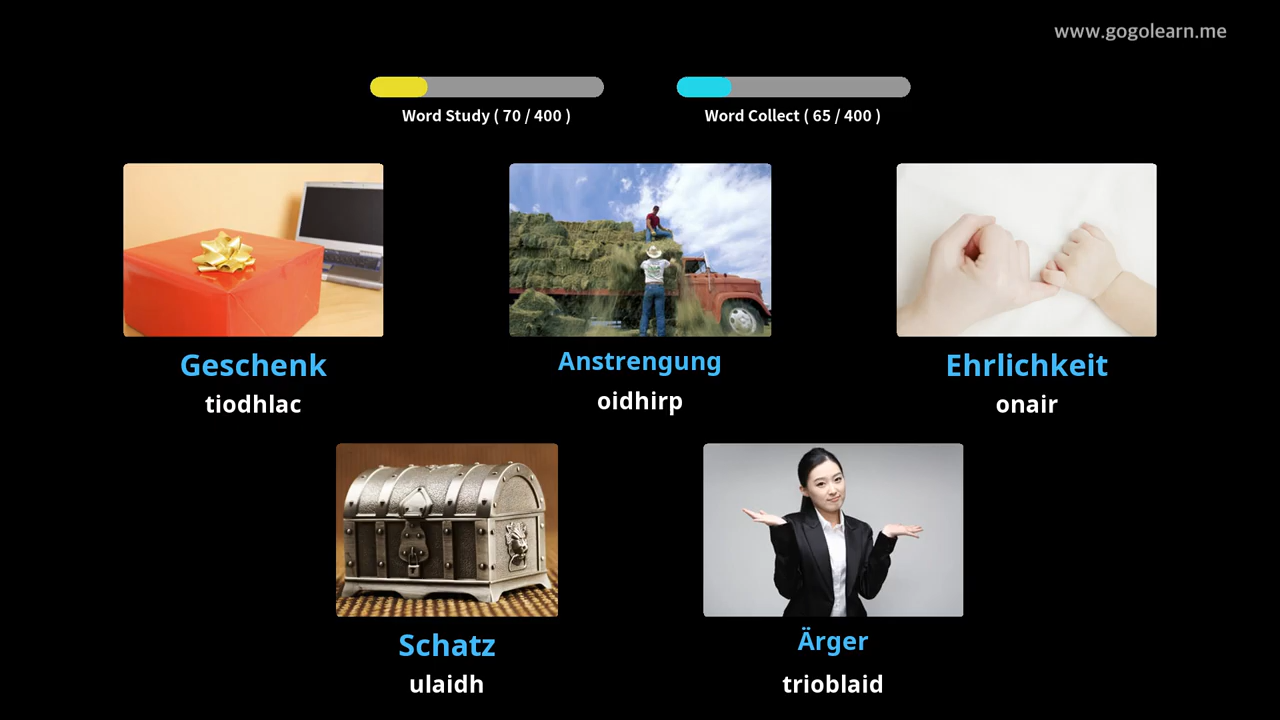 www.gogolearn.me
Word Study ( 70 / 400 )
Word Collect ( 65 / 400 )
Geschenk
tiodhlac
Anstrengung
oidhirp
Ehrlichkeit
onair
Schatz
ulaidh
Ärger
trioblaid